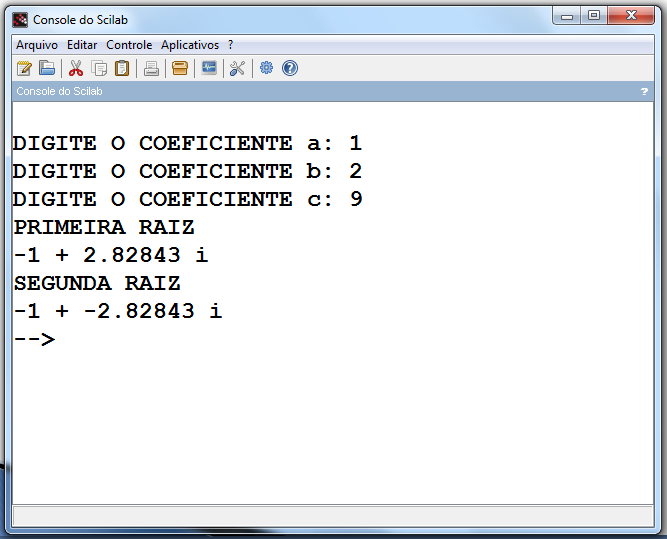 Console do Scilab
Arquivo Editar Controle Aplicativos ?
Console do Scilab ?
DIGITE O COEFICIENTE a: 1
DIGITE O COEFICIENTE b: 2
DIGITE O COEFICIENTE c: 9
PRIMEIRA RAIZ
-1 + 2.82843 i
SEGUNDA RAIZ
-1 + -2.82843 i
-->